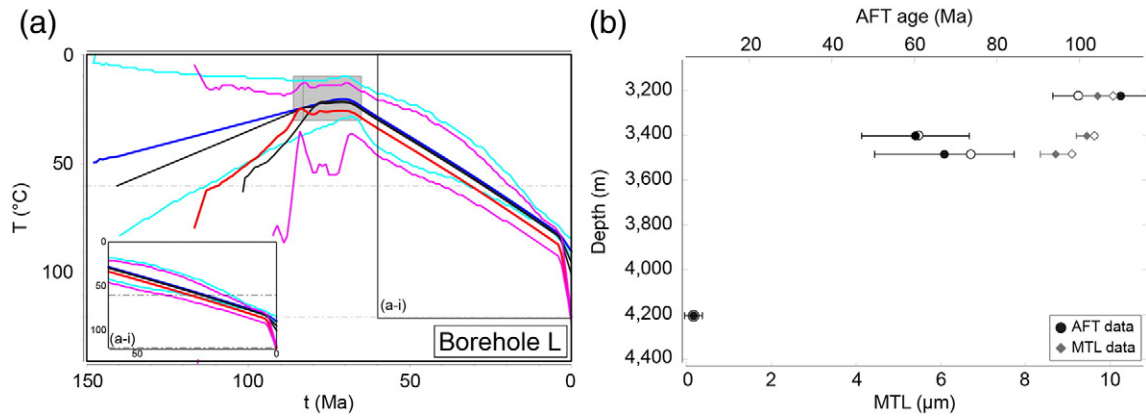 (a)
0
50
100
T (°C)
0
50
100
(a-i)
50
0
(a-i)
Borehole L
150
100
50
0
t (Ma)
(b)
AFT age (Ma)
20
40
60
80
100
3,200
3,400
3,600
3,800
4,000
4,200
4,400
Depth (m)
AFT data
MTL data
0
2
4
6
8
10
MTL (µm)